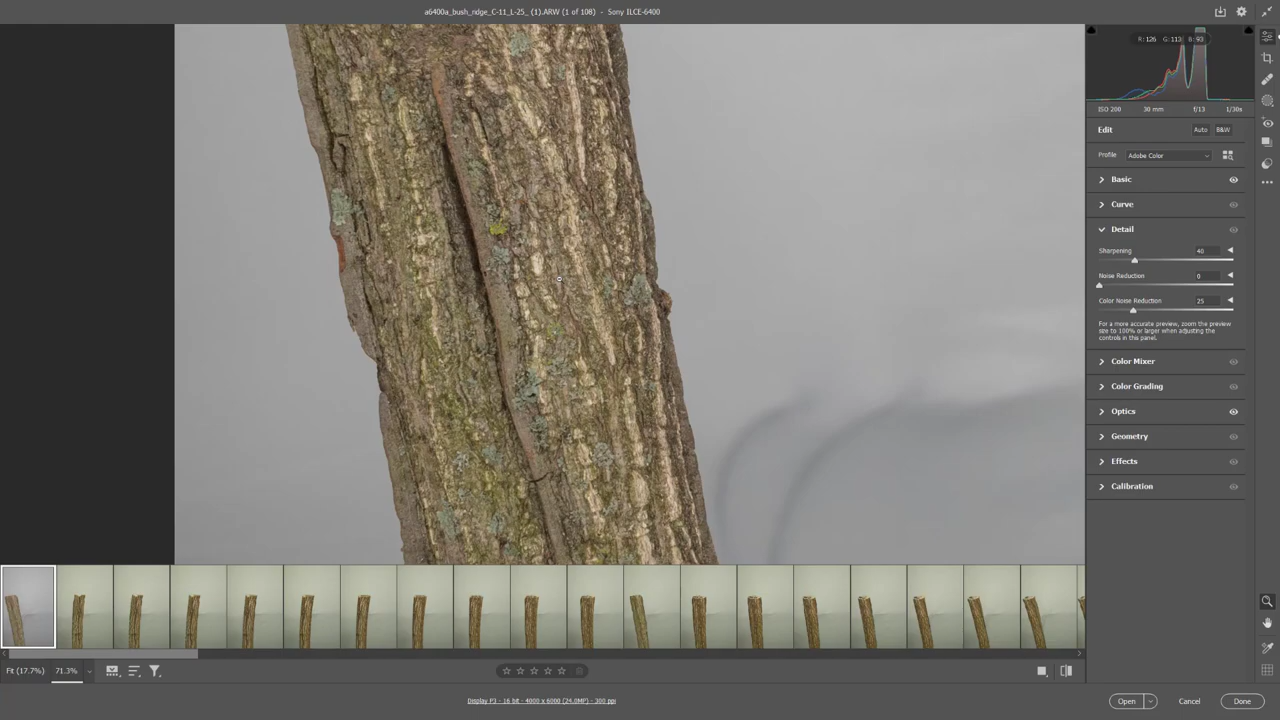 a6400a_bush_ridge_C-11_L-25_ (1).ARW (1 of 108) - Sony ILCE-6400
R: 126 G: 113 B: 93
ISO 200 30 mm f/13 1/30s
Edit Auto B&W
Profile Adobe Color
Basic
Curve
Detail
Sharpening 40
Noise Reduction 0
Color Noise Reduction 25
For a more accurate preview, zoom the preview
size to 100% or larger when adjusting the
controls in this panel.
Color Mixer
Color Grading
Optics
Geometry
Effects
Calibration
Fit (17.7%) 71.3%
Display P3 - 16 bit - 4000 x 6000 (24.0MP) - 300 ppi
Open Cancel Done